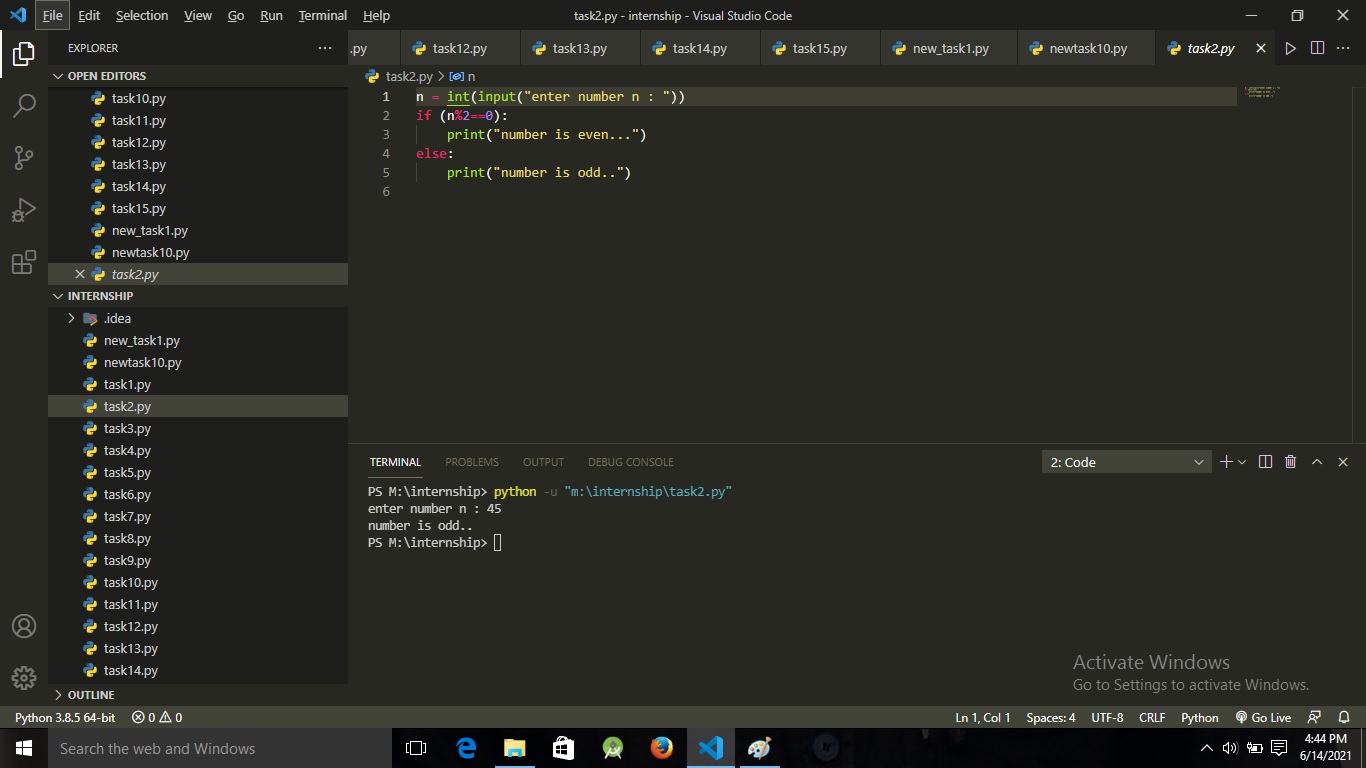 File Edit Selection View Go Run Terminal Help
task2.py - internship - Visual Studio Code
EXPLORER
.py task12.py task13.py task14.py task15.py new_task1.py newtask10.py task2.py
OPEN EDITORS
task10.py
task11.py
task12.py
task13.py
task14.py
task15.py
new_task1.py
newtask10.py
task2.py
INTERNSHIP
.idea
new_task1.py
newtask10.py
task1.py
task2.py
task3.py
task4.py
task5.py
task6.py
task7.py
task8.py
task9.py
task10.py
task11.py
task12.py
task13.py
task14.py
OUTLINE
task2.py > n
1 n = int(input("enter number n : "))
2 if (n%2==0):
3     print("number is even...")
4 else:
5     print("number is odd..")
6
TERMINAL PROBLEMS OUTPUT DEBUG CONSOLE
2: Code
PS M:\internship> python -u "m:\internship\task2.py"
enter number n : 45
number is odd..
PS M:\internship>
Activate Windows
Go to Settings to activate Windows.
Python 3.8.5 64-bit 0 0
Ln 1, Col 1 Spaces: 4 UTF-8 CRLF Python Go Live
Search the web and Windows
4:44 PM
6/14/2021